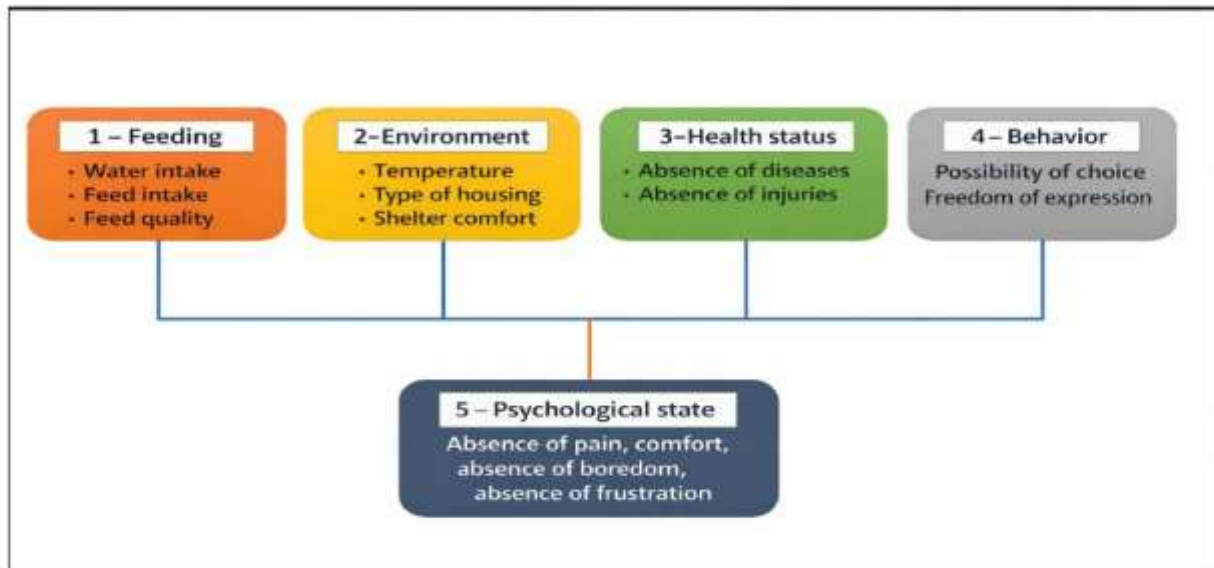 1 – Feeding
• Water intake
• Feed intake
• Feed quality
2–Environment
• Temperature
• Type of housing
• Shelter comfort
3–Health status
• Absence of diseases
• Absence of injuries
4 – Behavior
Possibility of choice
Freedom of expression
5 – Psychological state
Absence of pain, comfort,
absence of boredom,
absence of frustration